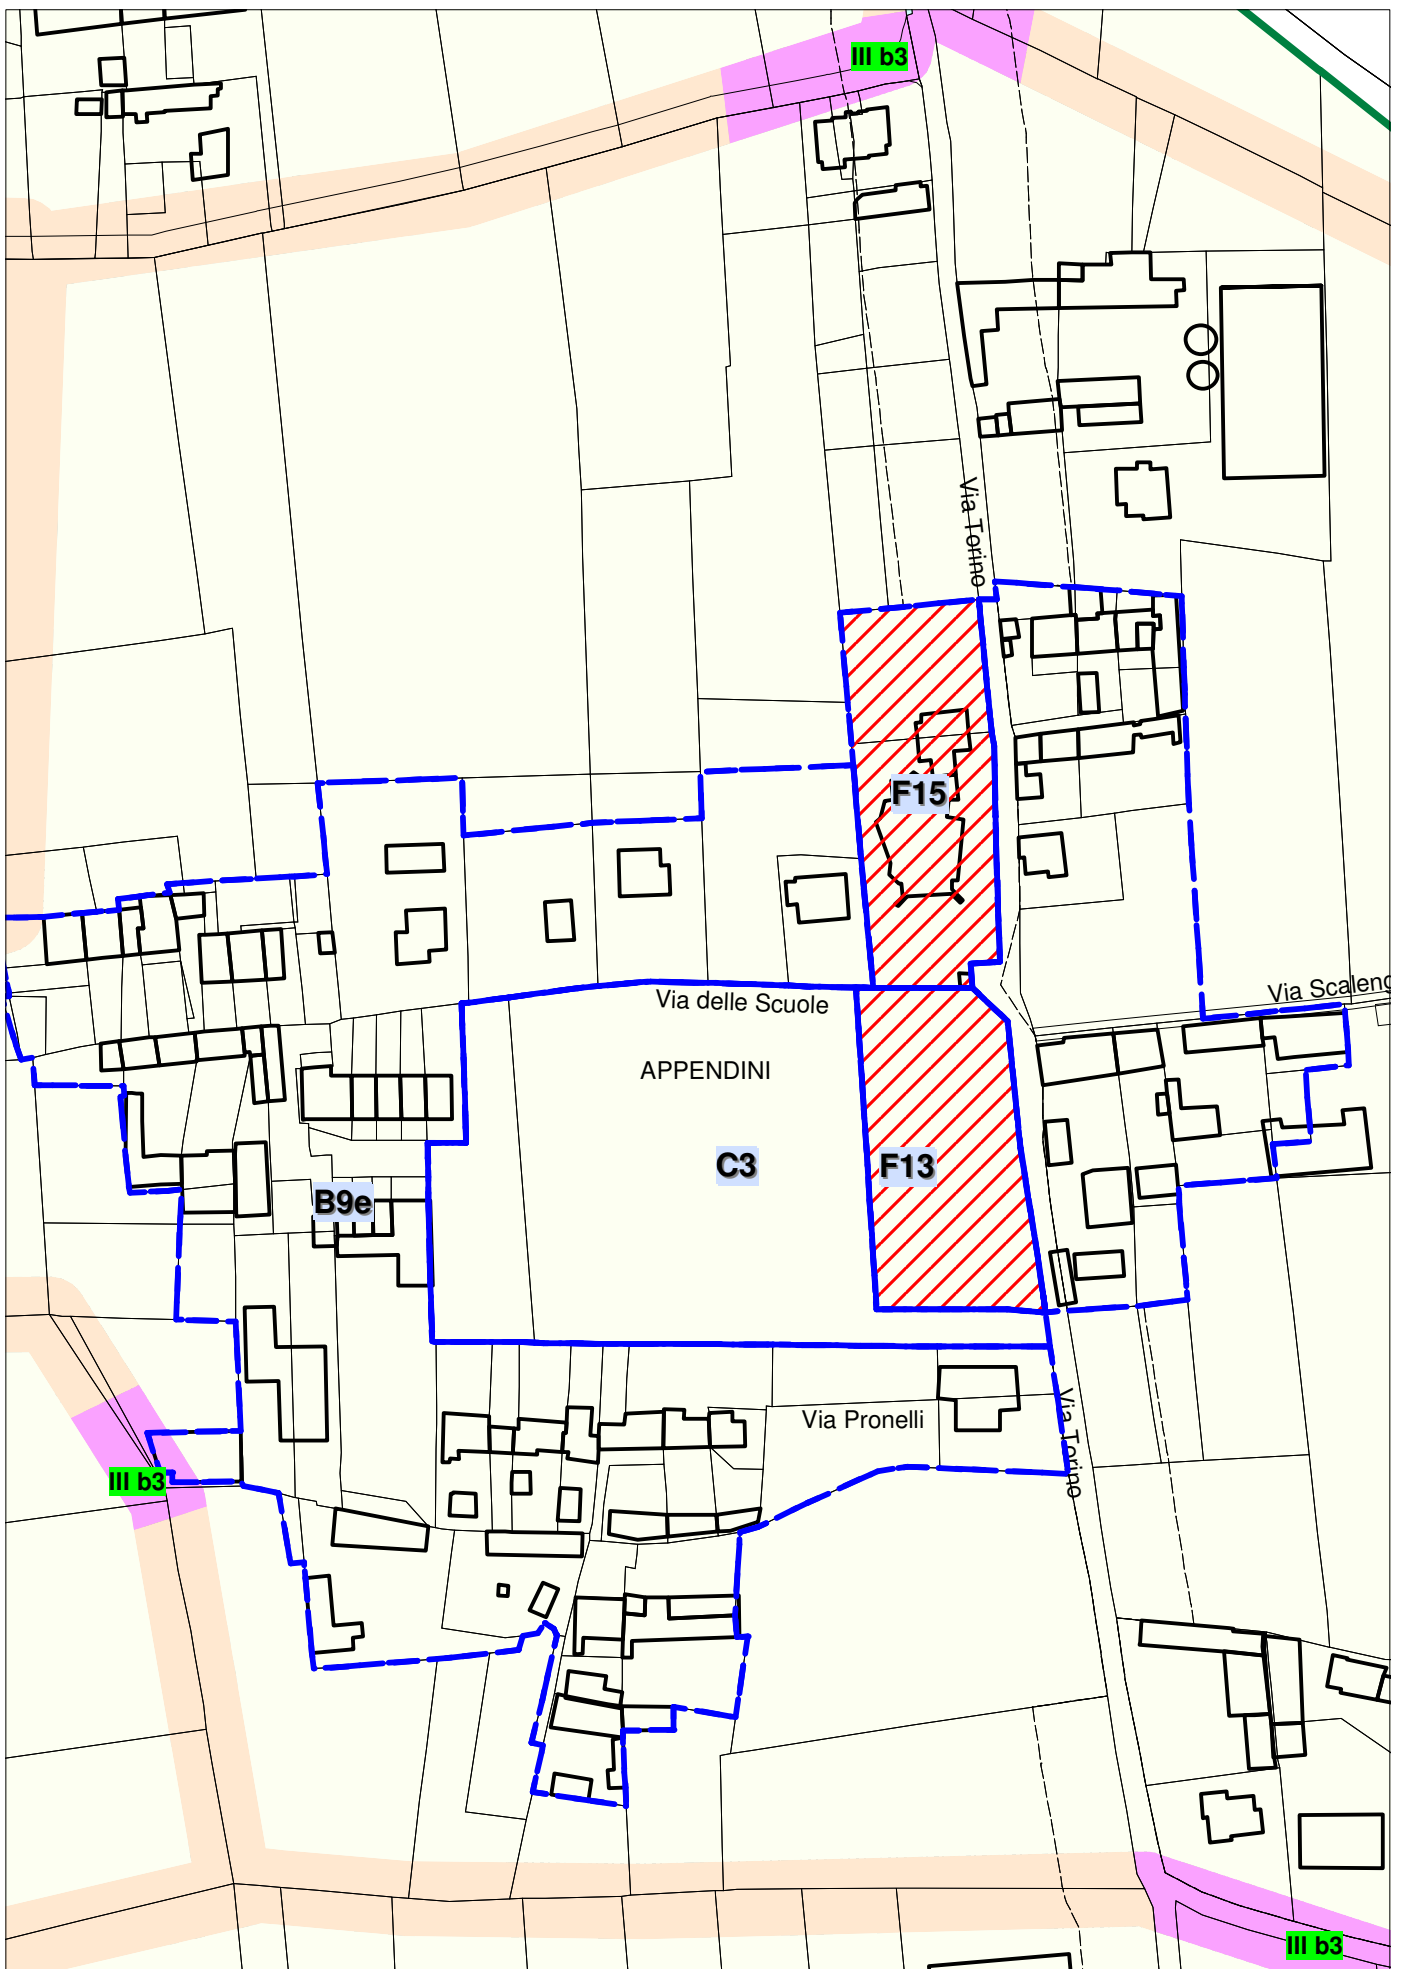 III b3
Via Torino
F15
Via Scaleng
Via delle Scuole
APPENDINI
C3
F13
B9e
Via Pronelli
Via Torino
III b3
III b3